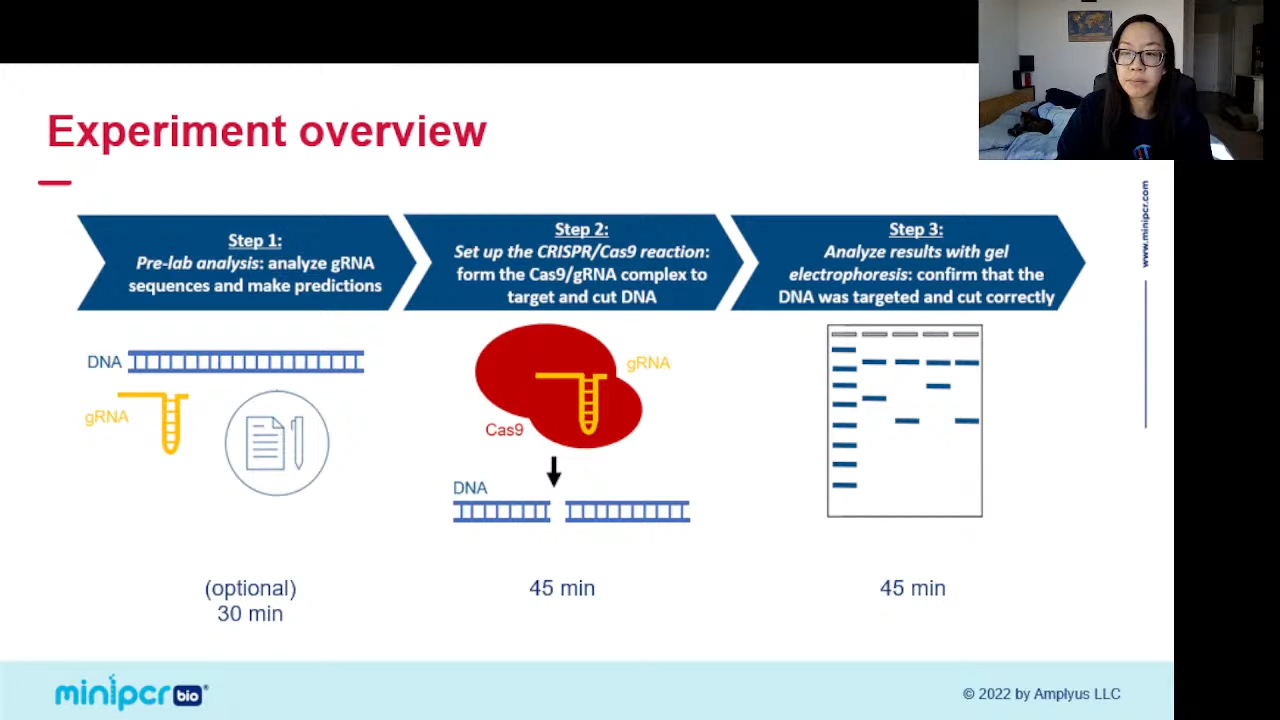 Experiment overview
www.minipcr.com
Step 1:
Pre-lab analysis: analyze gRNA
sequences and make predictions
Step 2:
Set up the CRISPR/Cas9 reaction:
form the Cas9/gRNA complex to
target and cut DNA
Step 3:
Analyze results with gel
electrophoresis: confirm that the
DNA was targeted and cut correctly
DNA
gRNA
gRNA
Cas9
DNA
(optional)
30 min
45 min
45 min
minipcr bio®
© 2022 by Amplyus LLC